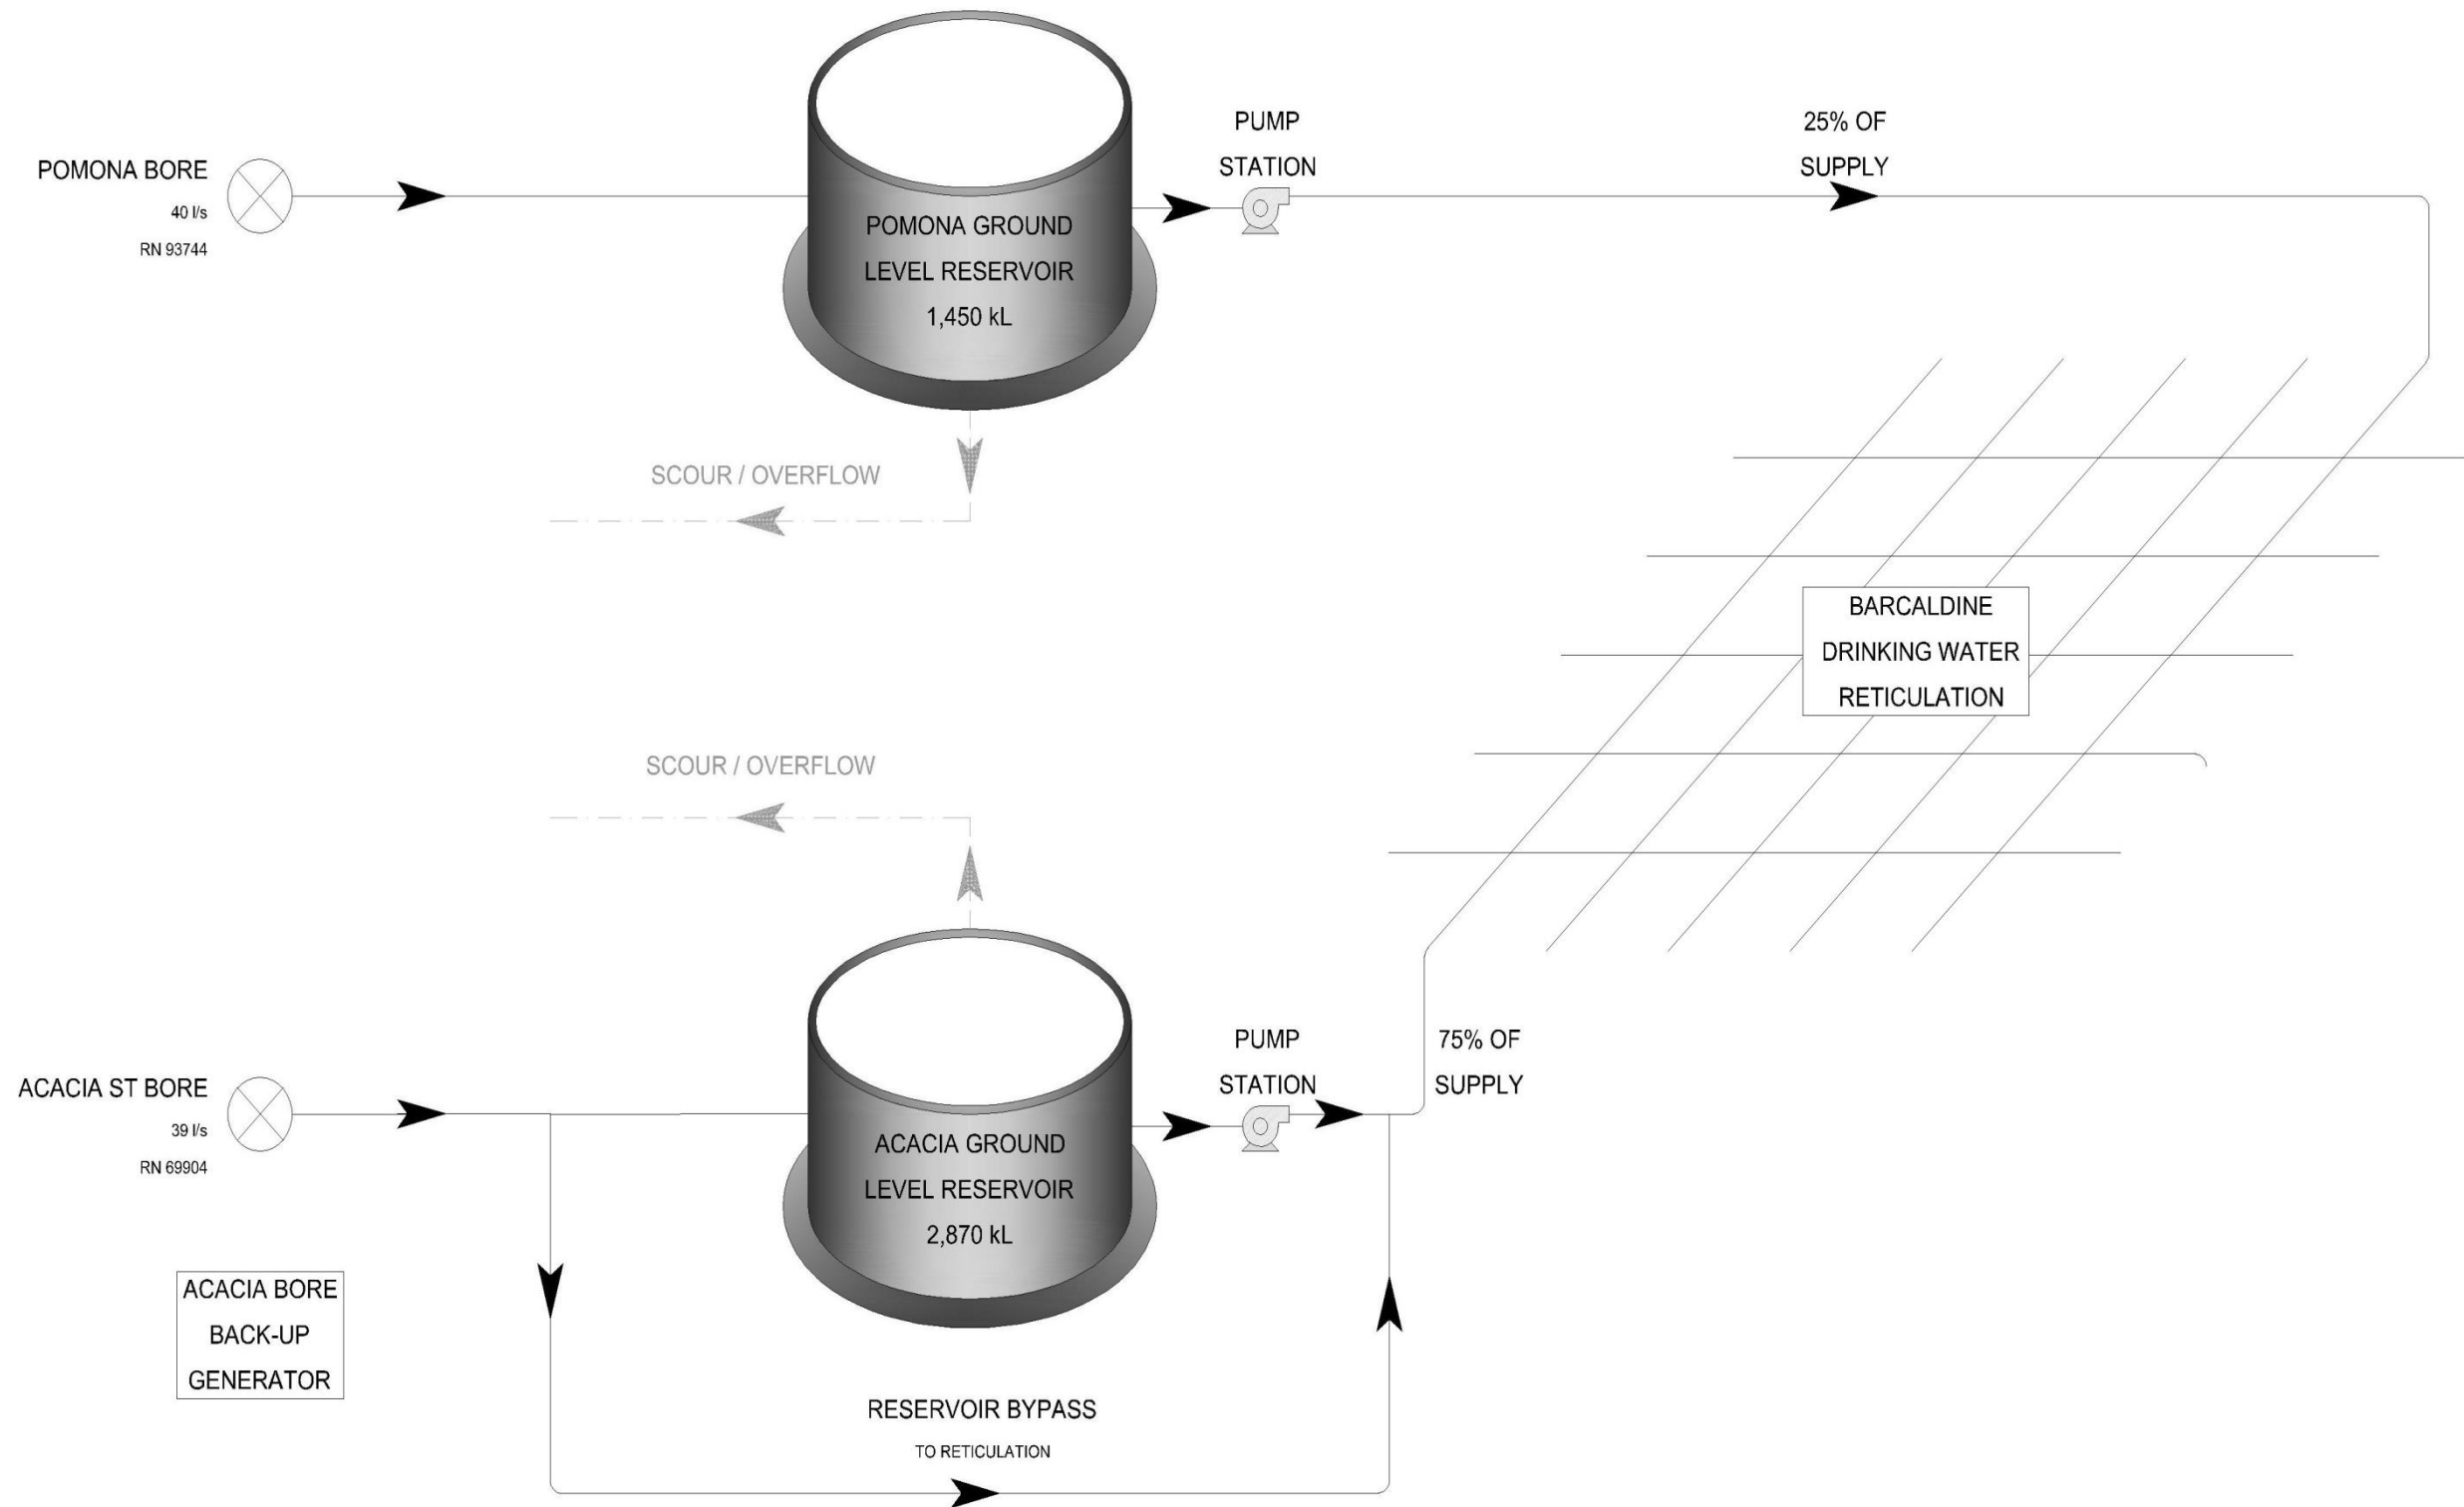 PUMP
STATION
25% OF
SUPPLY
POMONA BORE
40 l/s
RN 93744
POMONA GROUND
LEVEL RESERVOIR
1,450 kL
SCOUR / OVERFLOW
BARCALDINE
DRINKING WATER
RETICULATION
SCOUR / OVERFLOW
PUMP
STATION
75% OF
SUPPLY
ACACIA ST BORE
39 l/s
RN 69904
ACACIA GROUND
LEVEL RESERVOIR
2,870 kL
ACACIA BORE
BACK-UP
GENERATOR
RESERVOIR BYPASS
TO RETICULATION